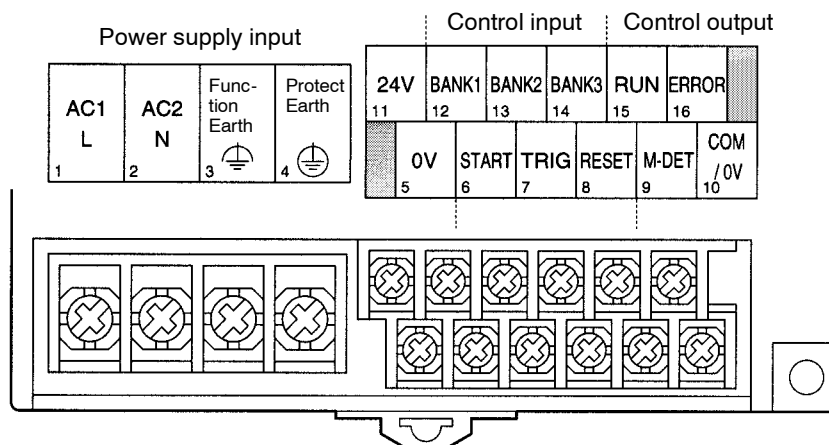 Power supply input
Control input
Control output
AC1
L
1
AC2
N
2
Func-
tion
Earth
3
Protect
Earth
4
24V
11
BANK1
12
BANK2
13
BANK3
14
RUN
15
ERROR
16
0V
5
START
6
TRIG
7
RESET
8
M-DET
9
COM
/ 0V
10